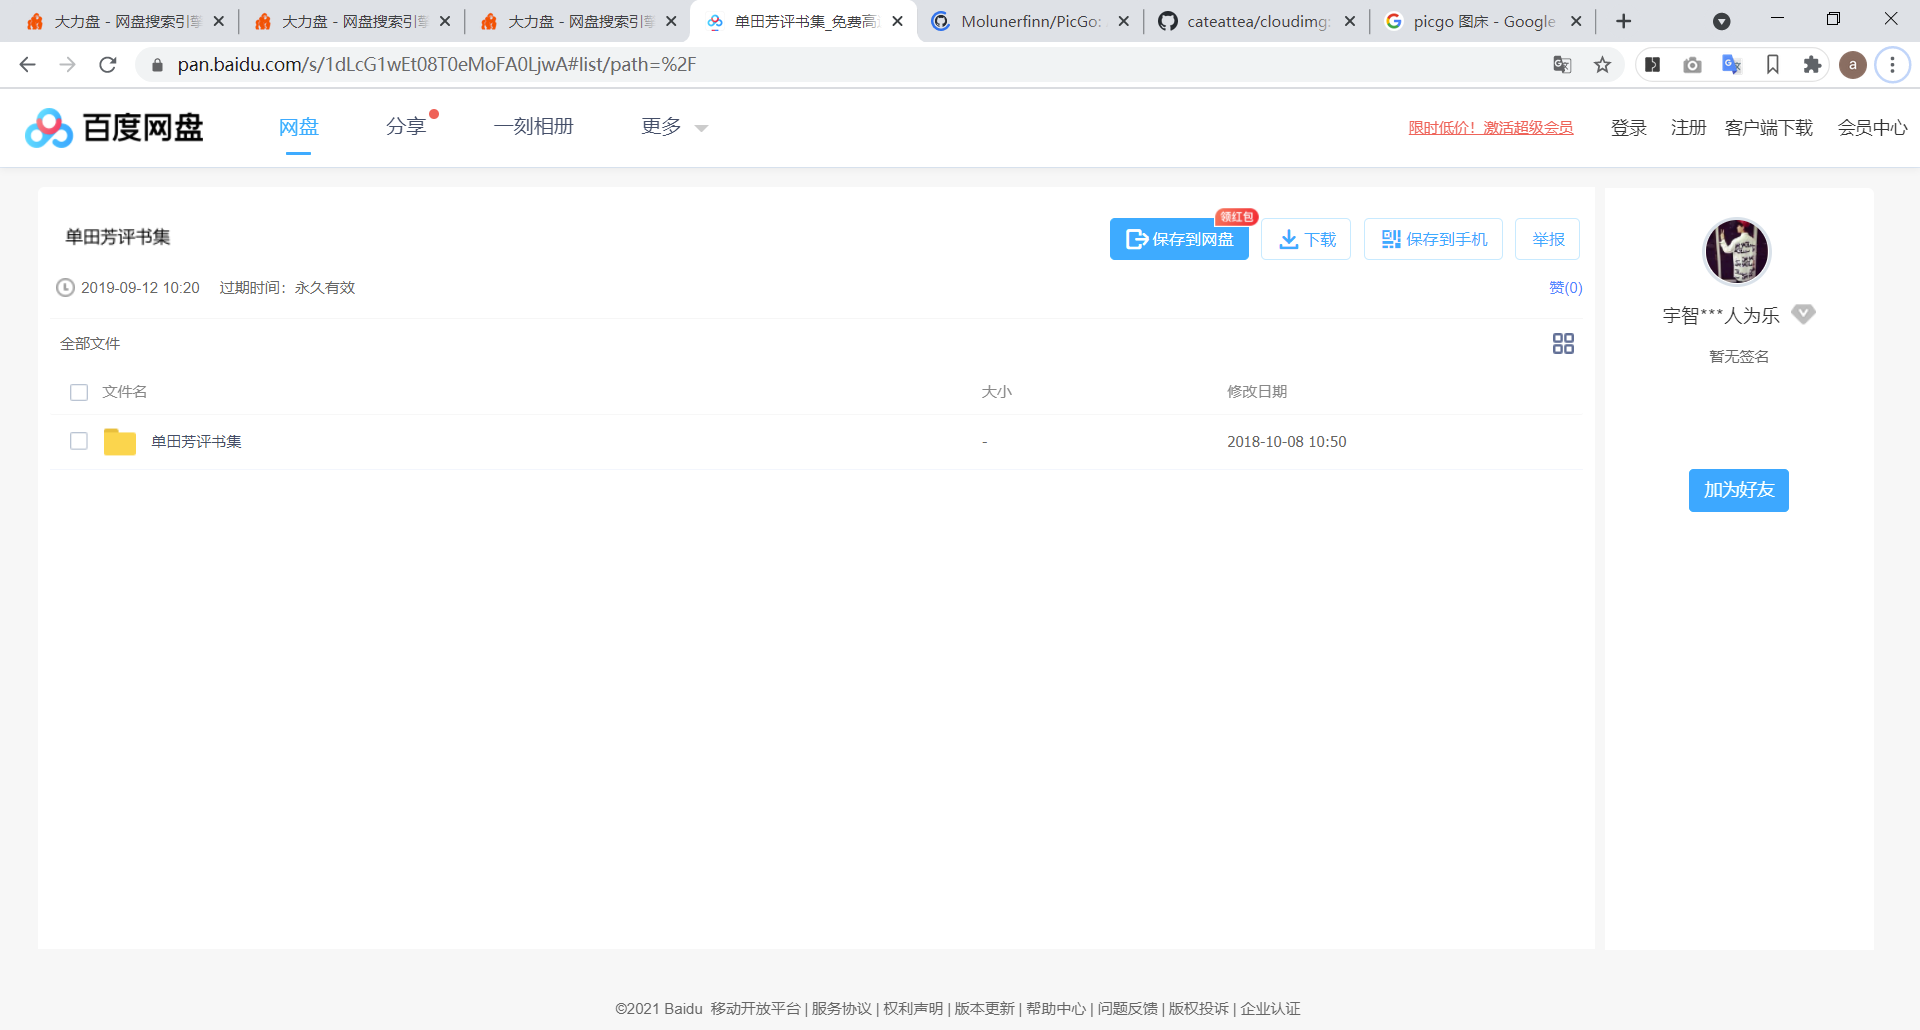 大力盘 - 网盘搜索引擎
大力盘 - 网盘搜索引擎
大力盘 - 网盘搜索引擎
单田芳评书集_免费高
Molunerfinn/PicGo:
cateattea/cloudimg:
picgo 图床 - Google
pan.baidu.com/s/1dLcG1wEt08T0eMoFA0LjwA#list/path=%2F
a
百度网盘
网盘
分享
一刻相册
更多
限时低价！激活超级会员
登录
注册
客户端下载
会员中心
单田芳评书集
领红包
保存到网盘
下载
保存到手机
举报
2019-09-12 10:20 过期时间：永久有效
赞(0)
全部文件
文件名 大小 修改日期
单田芳评书集 - 2018-10-08 10:50
宇智***人为乐
暂无签名
加为好友
©2021 Baidu 移动开放平台 | 服务协议 | 权利声明 | 版本更新 | 帮助中心 | 问题反馈 | 版权投诉 | 企业认证